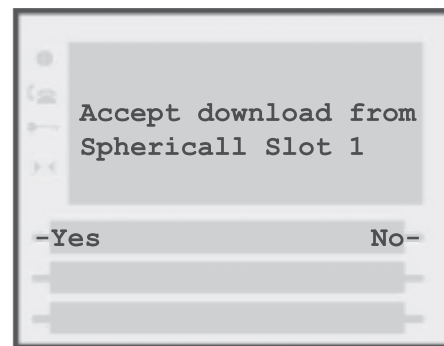 Accept download from
Sphericall Slot 1
-Yes No-